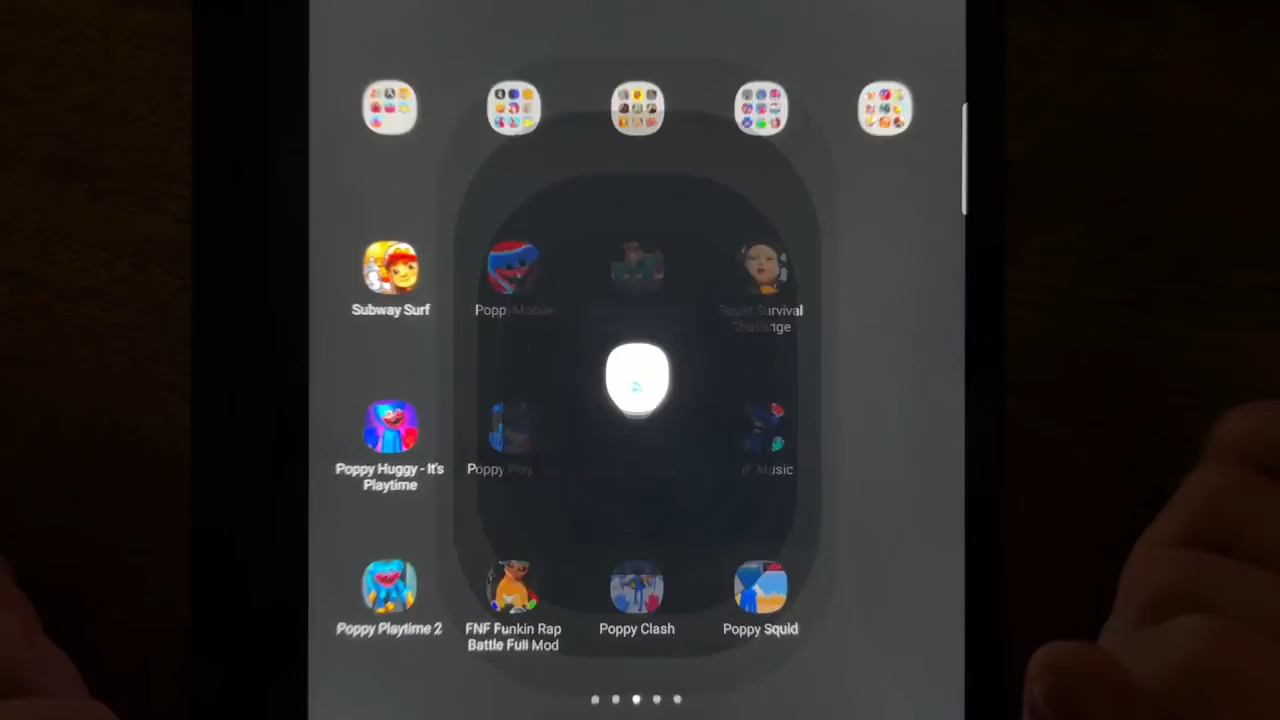 Subway Surf
Poppy Mobile
Squid Survival
Challenge
Poppy Huggy - It's
Playtime
Poppy Play
Music
Poppy Playtime 2
FNF Funkin Rap
Battle Full Mod
Poppy Clash
Poppy Squid